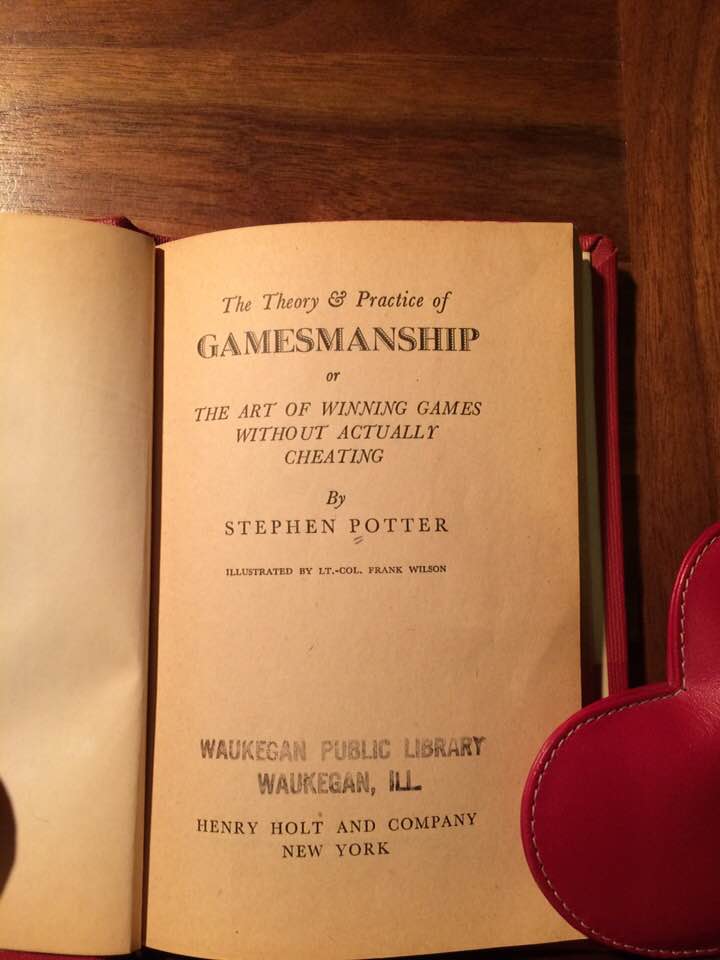 The Theory & Practice of
GAMESMANSHIP
or
THE ART OF WINNING GAMES
WITHOUT ACTUALLY
CHEATING
By
STEPHEN POTTER
ILLUSTRATED BY LT.-COL. FRANK WILSON
WAUKEGAN PUBLIC LIBRARY
WAUKEGAN, ILL.
HENRY HOLT AND COMPANY
NEW YORK